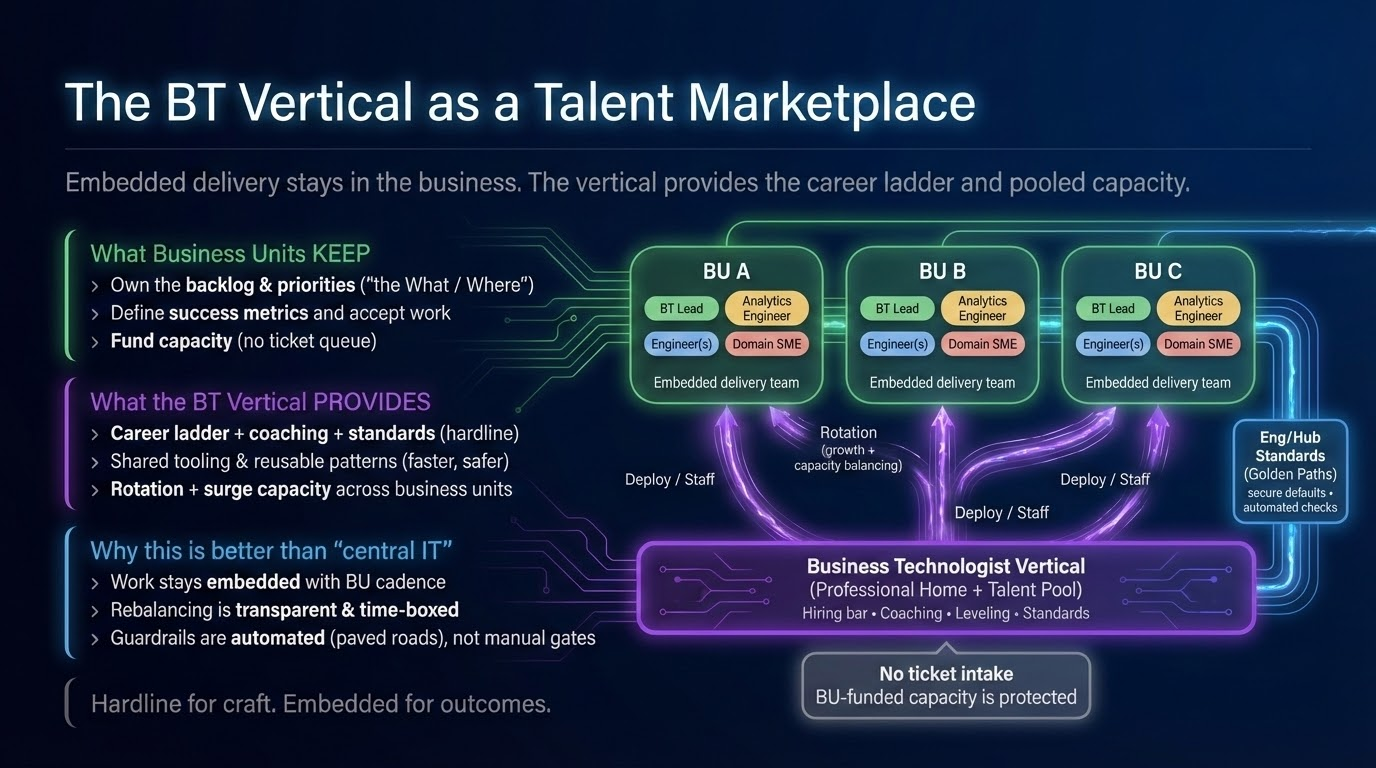 The BT Vertical as a Talent Marketplace
Embedded delivery stays in the business. The vertical provides the career ladder and pooled capacity.
What Business Units KEEP
› Own the backlog & priorities (“the What / Where”)
› Define success metrics and accept work
› Fund capacity (no ticket queue)
What the BT Vertical PROVIDES
› Career ladder + coaching + standards (hardline)
› Shared tooling & reusable patterns (faster, safer)
› Rotation + surge capacity across business units
Why this is better than “central IT”
› Work stays embedded with BU cadence
› Rebalancing is transparent & time-boxed
› Guardrails are automated (paved roads), not manual gates
Hardline for craft. Embedded for outcomes.
BU A
BT Lead
Analytics
Engineer
Engineer(s)
Domain SME
Embedded delivery team
BU B
BT Lead
Analytics
Engineer
Engineer(s)
Domain SME
Embedded delivery team
BU C
BT Lead
Analytics
Engineer
Engineer(s)
Domain SME
Embedded delivery team
Deploy / Staff
Rotation
(growth +
capacity balancing)
Deploy / Staff
Deploy / Staff
Eng/Hub
Standards
(Golden Paths)
secure defaults •
automated checks
Business Technologist Vertical
(Professional Home + Talent Pool)
Hiring bar • Coaching • Leveling • Standards
No ticket intake
BU-funded capacity is protected